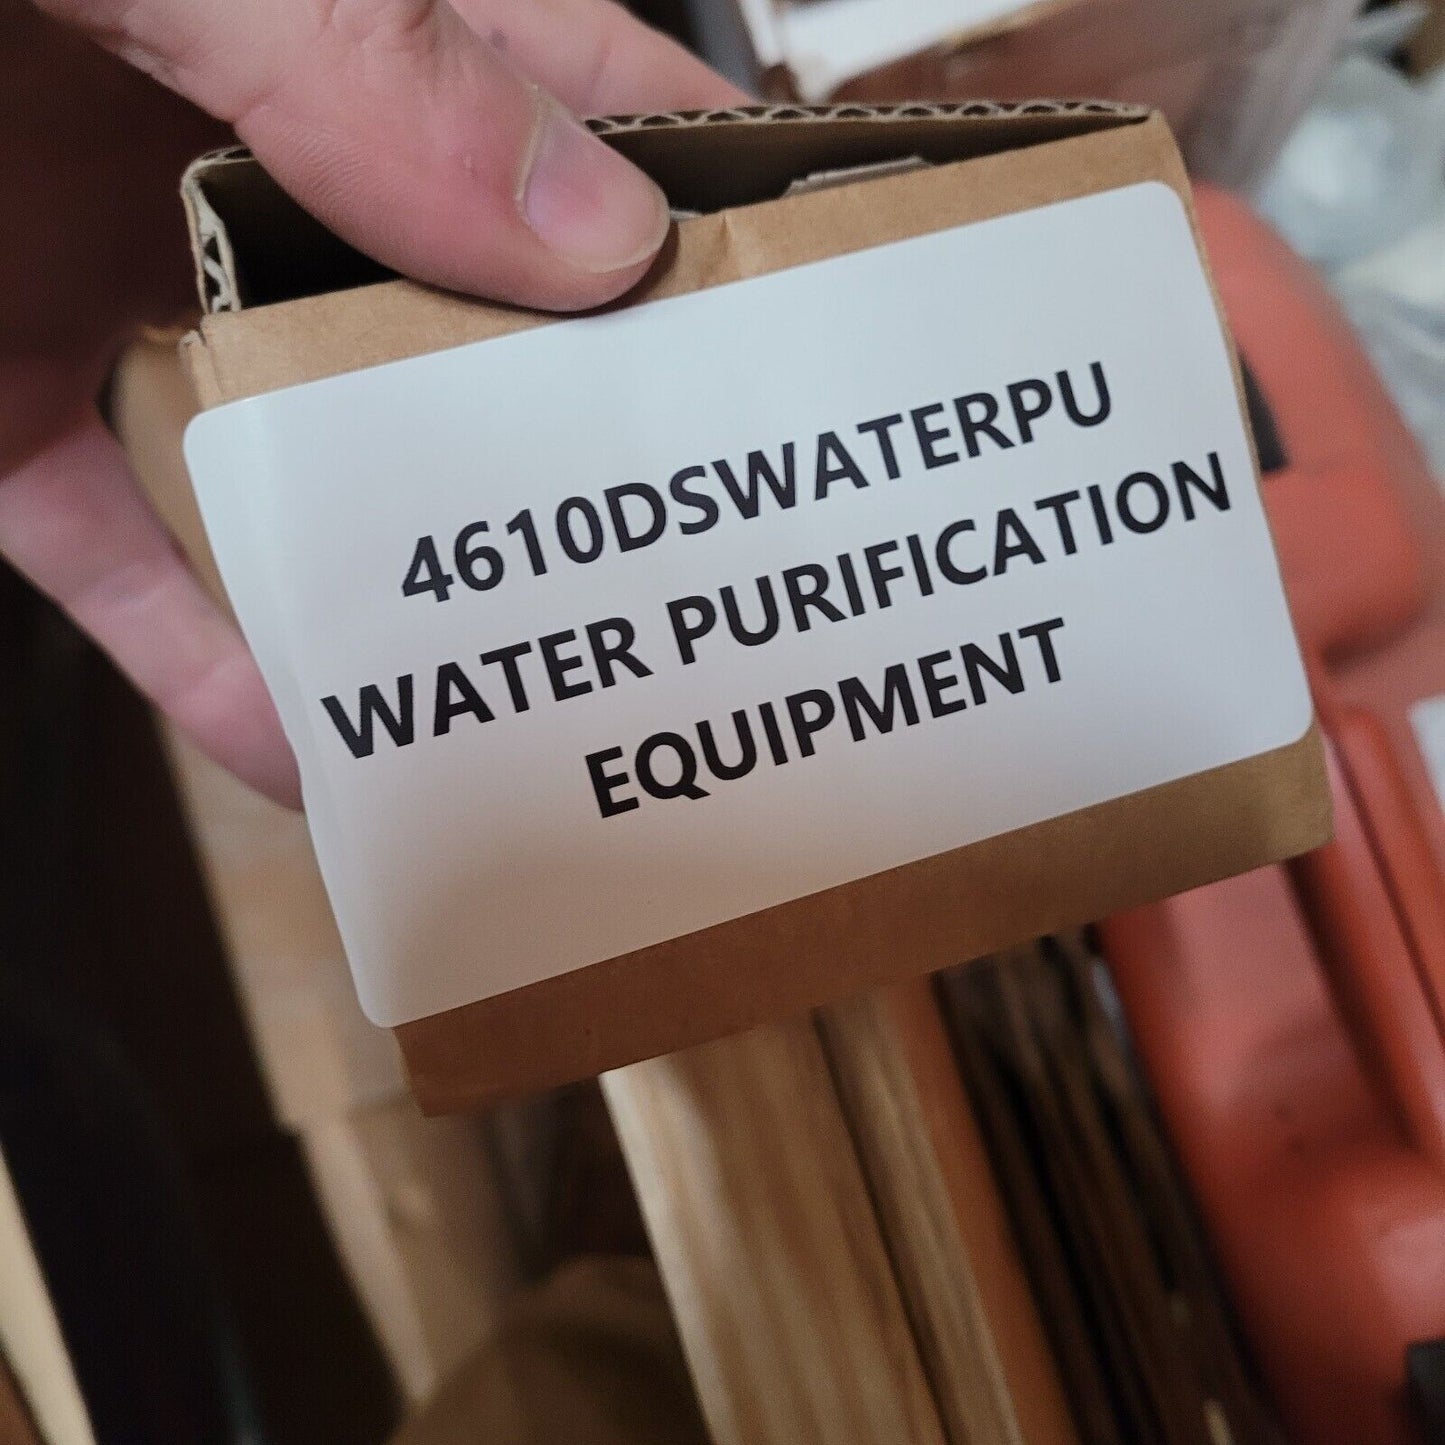 4610DSWATERPU
WATER PURIFICATION
EQUIPMENT